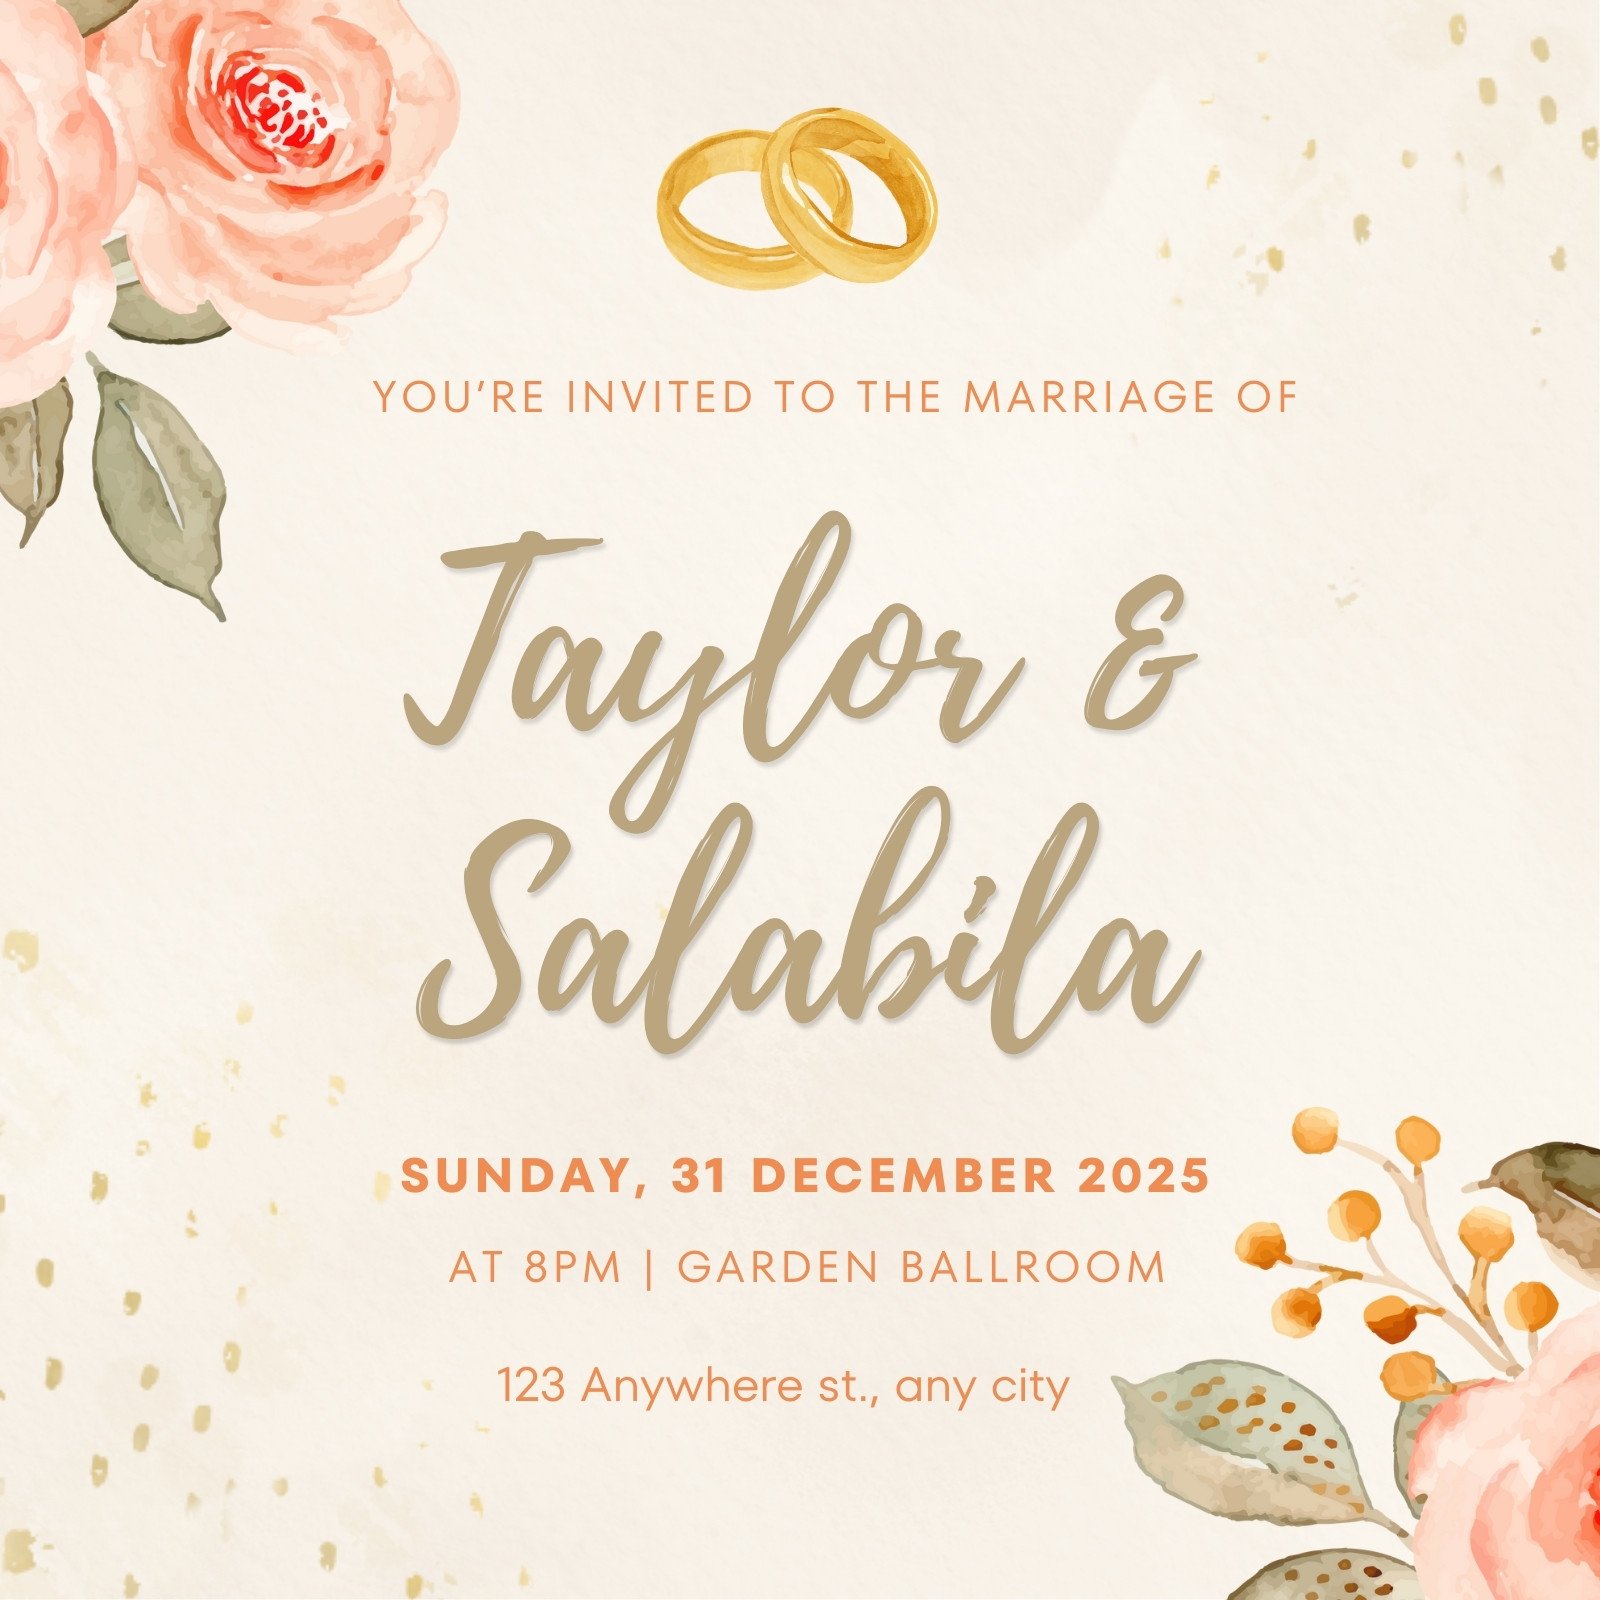 YOU’RE INVITED TO THE MARRIAGE OF
Taylor &
Salabila
SUNDAY, 31 DECEMBER 2025
AT 8PM | GARDEN BALLROOM
123 Anywhere st., any city